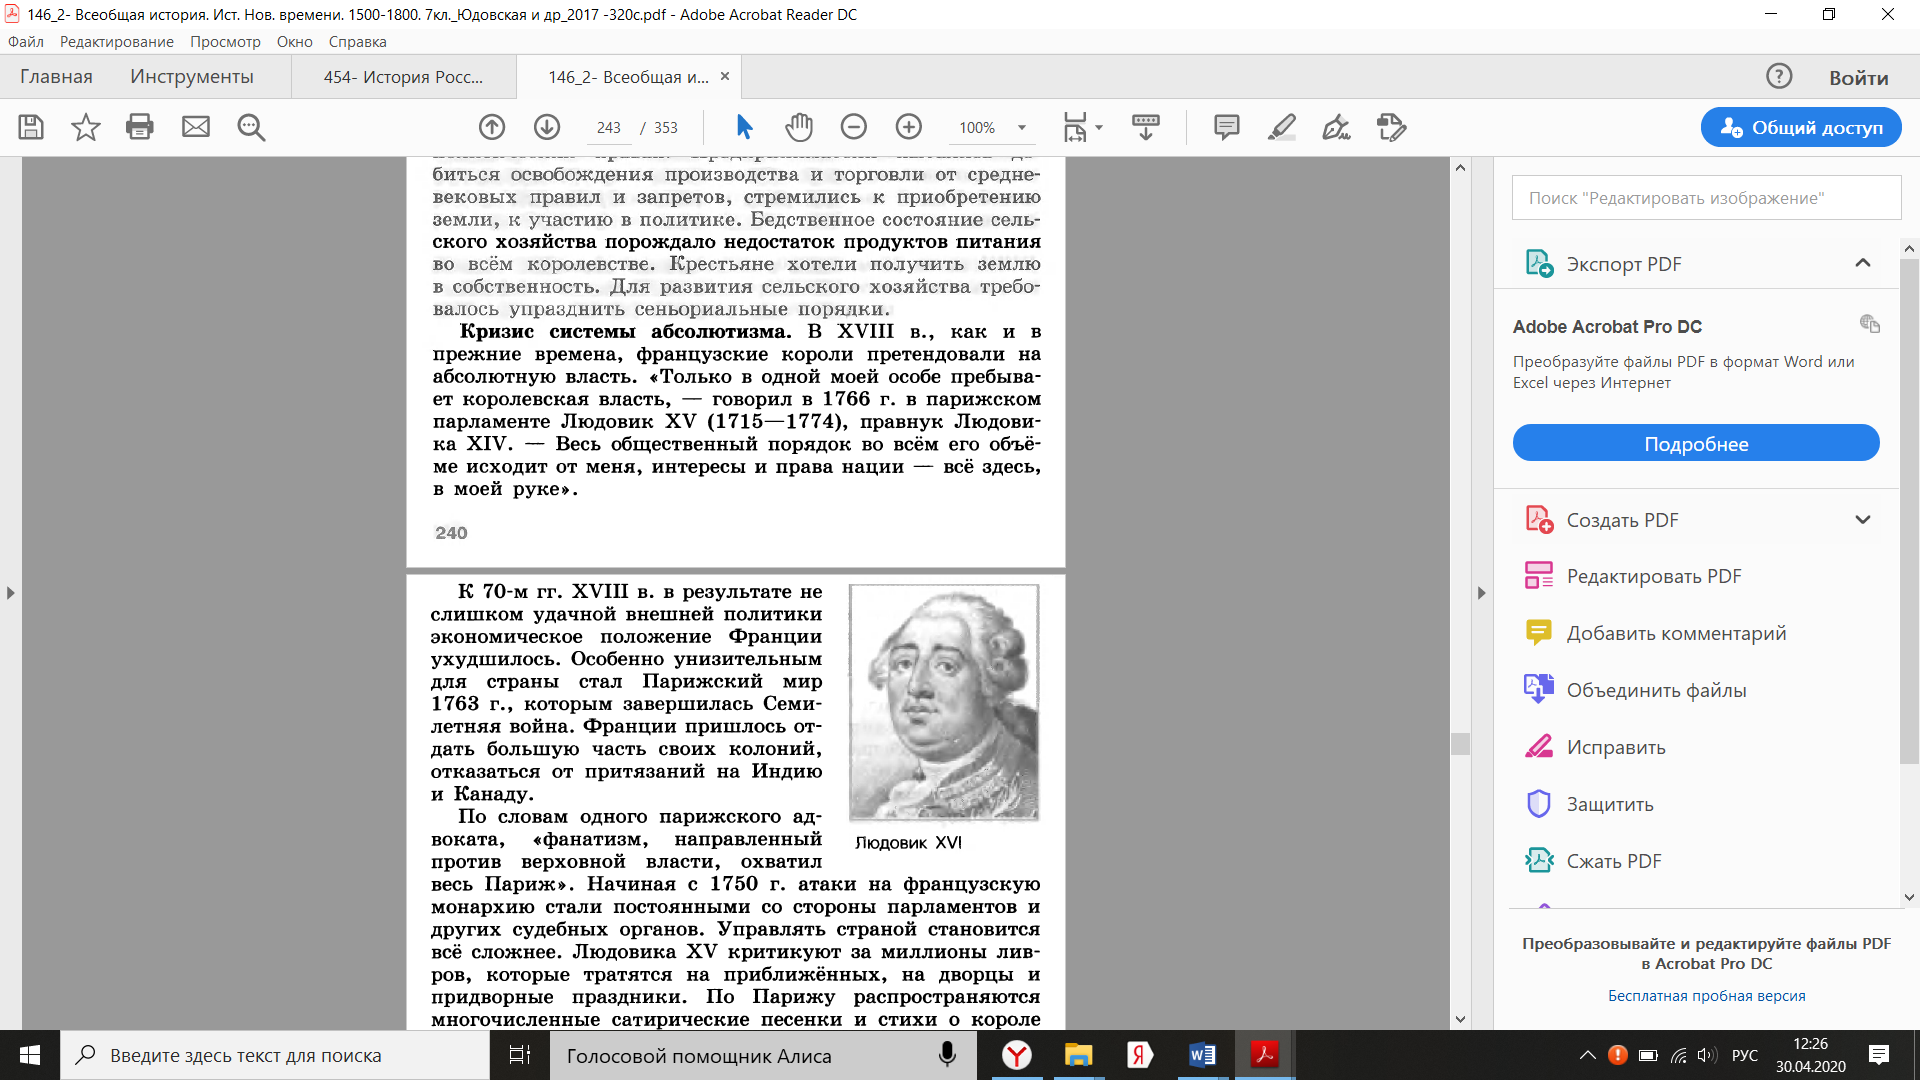 146_2- Всеобщая история. Ист. Нов. времени. 1500-1800. 7кл._Юдовская и др_2017 -320с.pdf - Adobe Acrobat Reader DC
Файл Редактирование Просмотр Окно Справка
Главная Инструменты 454- История Росс... 146_2- Всеобщая и... Войти
243 / 353 100% Общий доступ
биться освобождения производства и торговли от средне-
вековых правил и запретов, стремились к приобретению
земли, к участию в политике. Бедственное состояние сель-
ского хозяйства порождало недостаток продуктов питания
во всём королевстве. Крестьяне хотели получить землю
в собственность. Для развития сельского хозяйства требо-
валось упразднить сеньориальные порядки.
Кризис системы абсолютизма. В XVIII в., как и в
прежние времена, французские короли претендовали на
абсолютную власть. «Только в одной моей особе пребыва-
ет королевская власть, — говорил в 1766 г. в парижском
парламенте Людовик XV (1715—1774), правнук Людови-
ка XIV. — Весь общественный порядок во всём его объё-
ме исходит от меня, интересы и права нации — всё здесь,
в моей руке».
240
К 70-м гг. XVIII в. в результате не
слишком удачной внешней политики
экономическое положение Франции
ухудшилось. Особенно унизительным
для страны стал Парижский мир
1763 г., которым завершилась Семи-
летняя война. Франции пришлось от-
дать большую часть своих колоний,
отказаться от притязаний на Индию
и Канаду.
По словам одного парижского ад-
воката, «фанатизм, направленный
против верховной власти, охватил
весь Париж». Начиная с 1750 г. атаки на французскую
монархию стали постоянными со стороны парламентов и
других судебных органов. Управлять страной становится
всё сложнее. Людовика XV критикуют за миллионы лив-
ров, которые тратятся на приближённых, на дворцы и
придворные праздники. По Парижу распространяются
многочисленные сатирические песенки и стихи о короле
Людовик XVI
Поиск "Редактировать изображение"
Экспорт PDF
Adobe Acrobat Pro DC
Преобразуйте файлы PDF в формат Word или
Excel через Интернет
Подробнее
Создать PDF
Редактировать PDF
Добавить комментарий
Объединить файлы
Исправить
Защитить
Сжать PDF
Преобразовывайте и редактируйте файлы PDF
в Acrobat Pro DC
Бесплатная пробная версия
Введите здесь текст для поиска
Голосовой помощник Алиса
РУС
12:26
30.04.2020